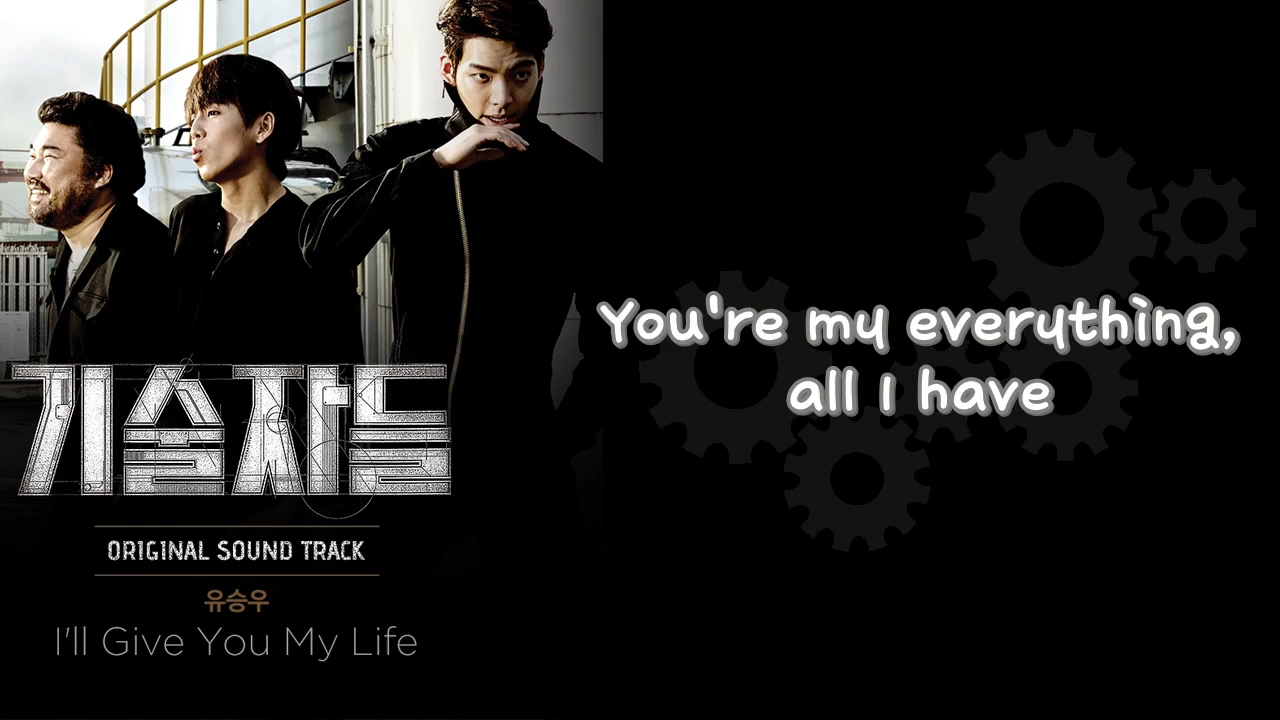 기술자들
ORIGINAL SOUND TRACK
유승우
I'll Give You My Life
You're my everything,
all I have